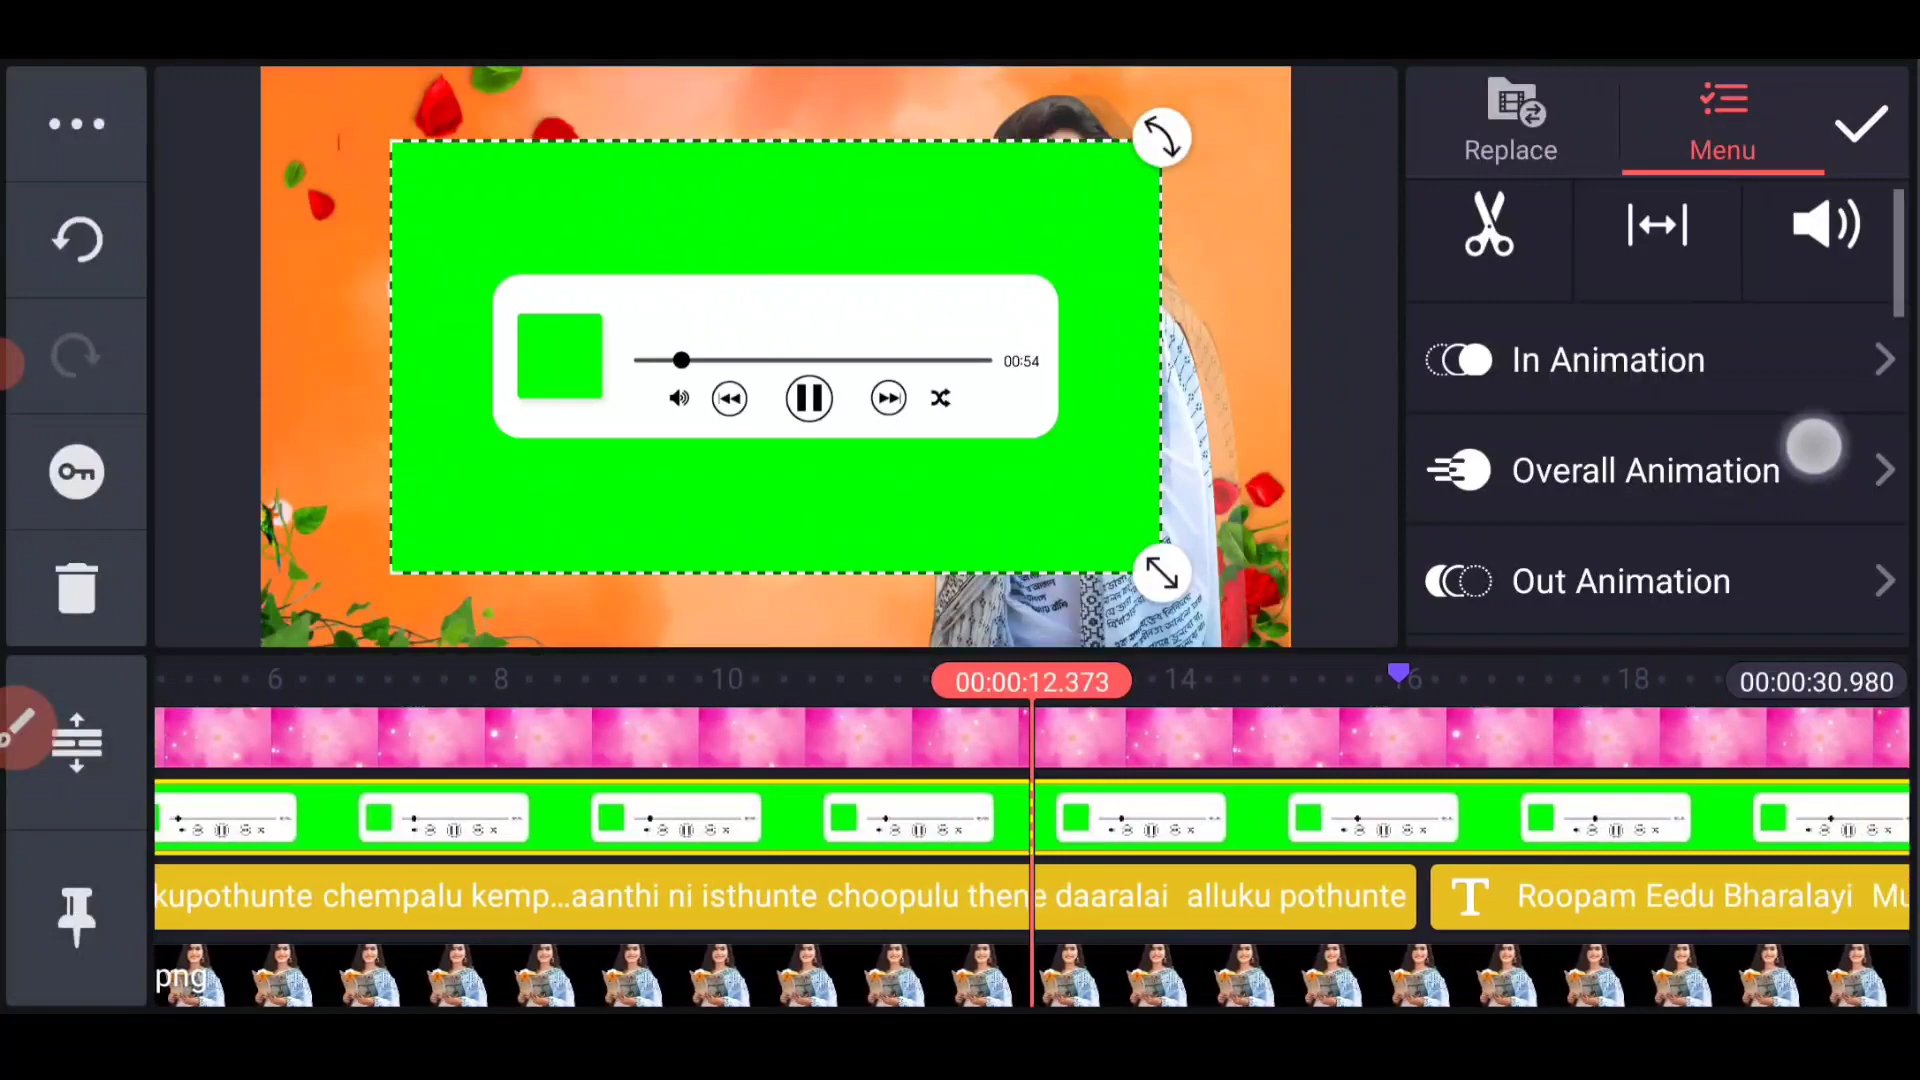 Replace
Menu
00:54
In Animation
Overall Animation
Out Animation
6
8
10
00:00:12.373
14
16
18
00:00:30.980
kupothunte chempalu kemp...aanthi ni isthunte choopulu thene daaralai alluku pothunte
T Roopam Eedu Bharalayi Mu
png